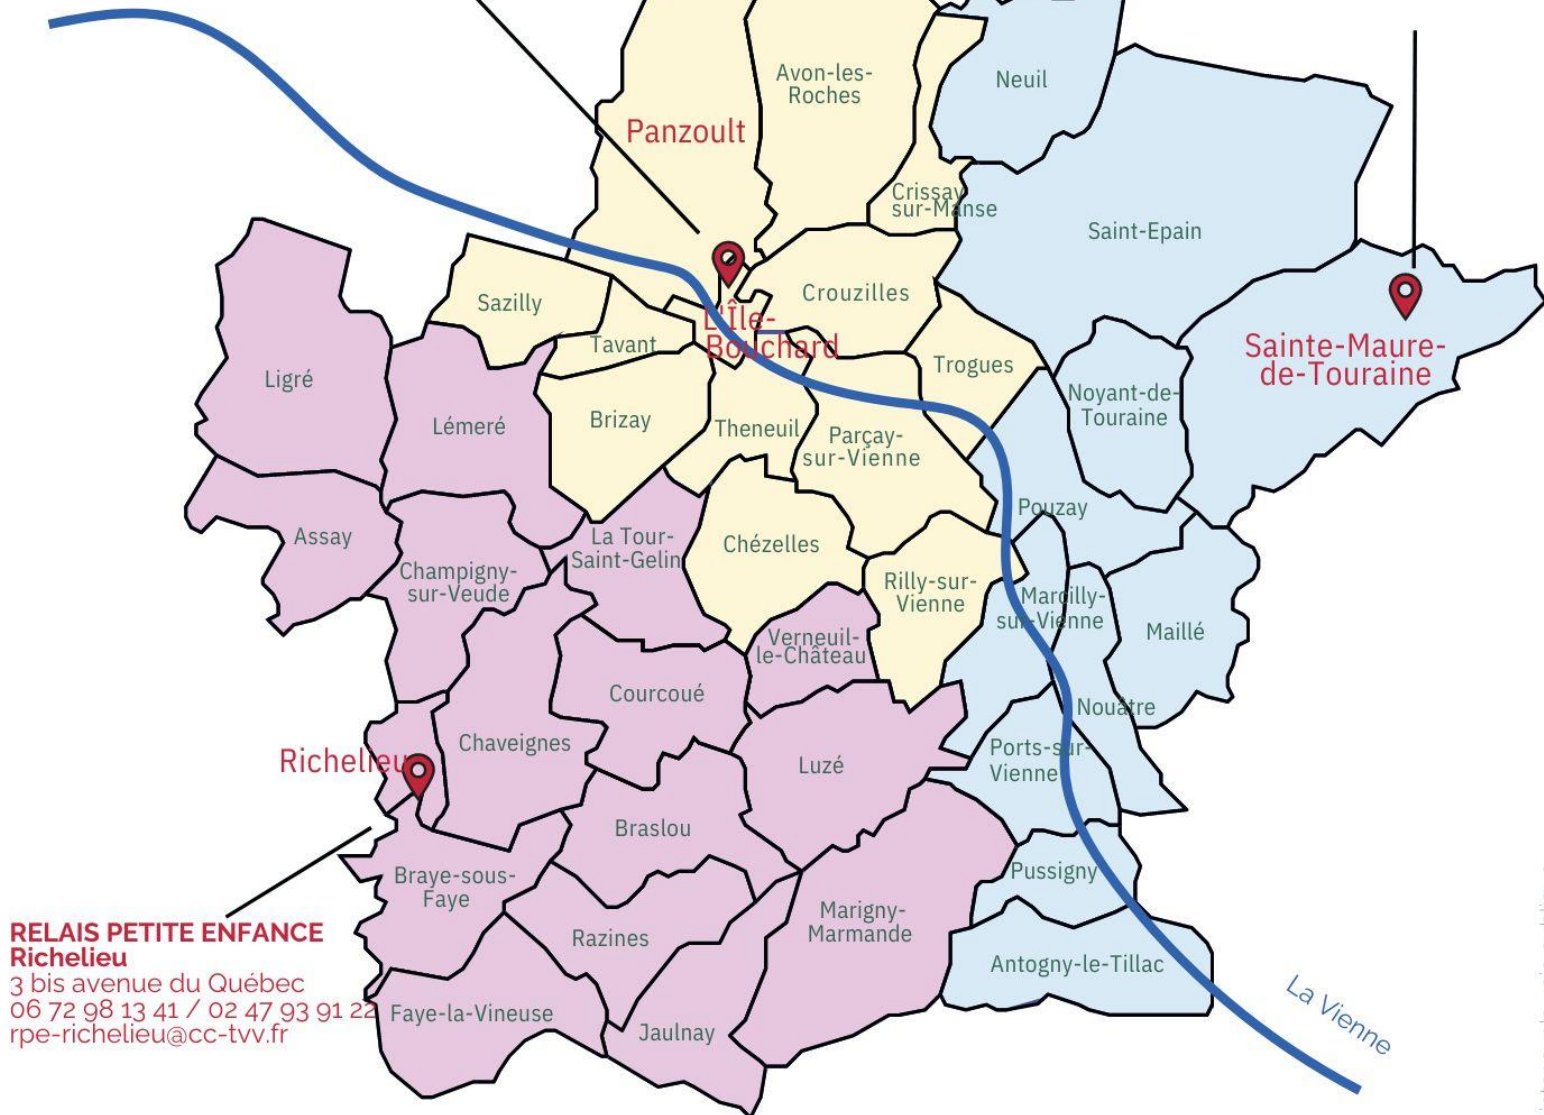 Avon-les-
Roches
Neuil
Panzoult
Crissay
sur-Manse
Saint-Epain
Sazilly
Crouzilles
L'Île-
Bouchard
Tavant
Trogues
Sainte-Maure-
de-Touraine
Ligré
Noyant-de-
Touraine
Lémeré
Brizay
Theneuil
Parçay-
sur-Vienne
Pouzay
Assay
La Tour-
Saint-Gelin
Chézelles
Champigny-
sur-Veude
Rilly-sur-
Vienne
Marcilly-
sur-Vienne
Maillé
Verneuil-
le-Château
Courcoué
Nouâtre
Chaveignes
Ports-sur-
Vienne
Richelieu
Luzé
Braslou
Braye-sous-
Faye
Pussigny
Marigny-
Marmande
Razines
Antogny-le-Tillac
Faye-la-Vineuse
Jaulnay
La Vienne
RELAIS PETITE ENFANCE
Richelieu
3 bis avenue du Québec
06 72 98 13 41 / 02 47 93 91 22
rpe-richelieu@cc-tvv.fr